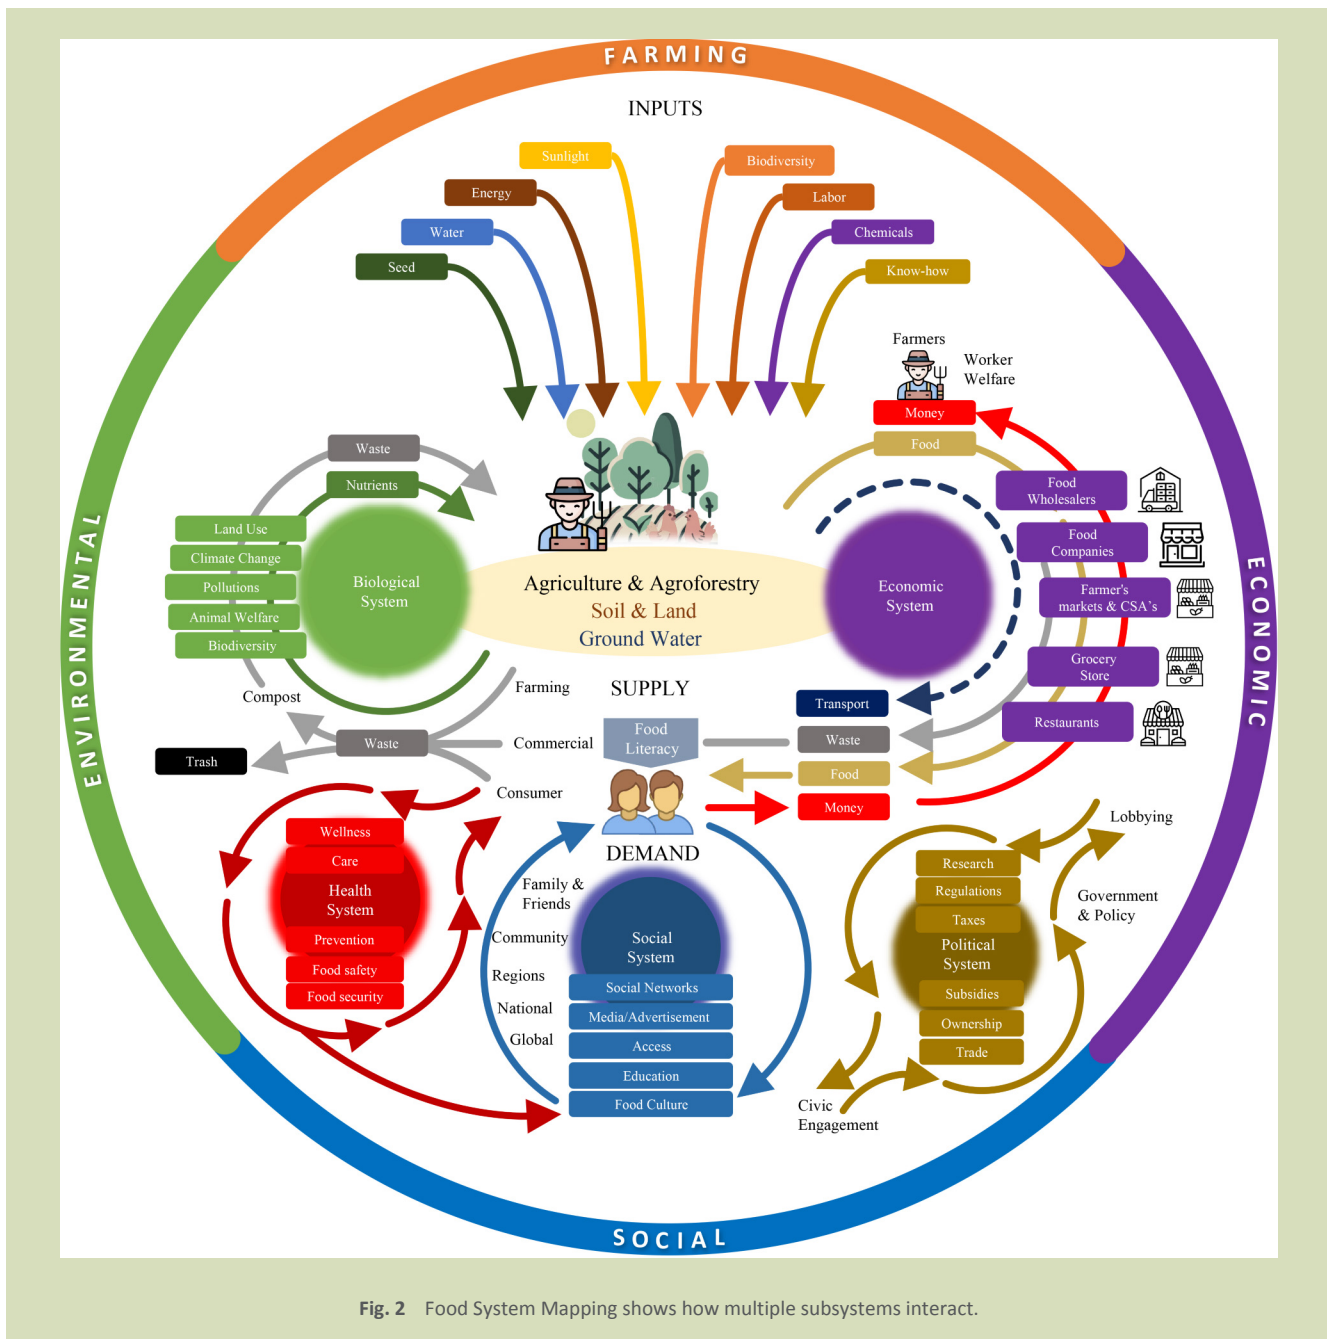 FARMING
INPUTS
Sunlight
Biodiversity
Energy
Labor
Water
Chemicals
Seed
Know-how
Farmers
Worker
Welfare
Money
Food
Waste
Nutrients
Land Use
Climate Change
Pollutions
Animal Welfare
Biodiversity
Biological
System
Compost
Agriculture & Agroforestry
Soil & Land
Ground Water
Economic
System
Food
Wholesalers
Food
Companies
Farmer's
markets & CSA's
Grocery
Store
Restaurants
ENVIRONMENTAL
ECONOMIC
SUPPLY
Farming
Commercial
Consumer
Waste
Trash
Food
Literacy
Transport
Waste
Food
Money
DEMAND
Wellness
Care
Health
System
Prevention
Food safety
Food security
Family &
Friends
Community
Regions
National
Global
Social
System
Social Networks
Media/Advertisement
Access
Education
Food Culture
Lobbying
Government
& Policy
Research
Regulations
Taxes
Political
System
Subsidies
Ownership
Trade
Civic
Engagement
SOCIAL
Fig. 2 Food System Mapping shows how multiple subsystems interact.